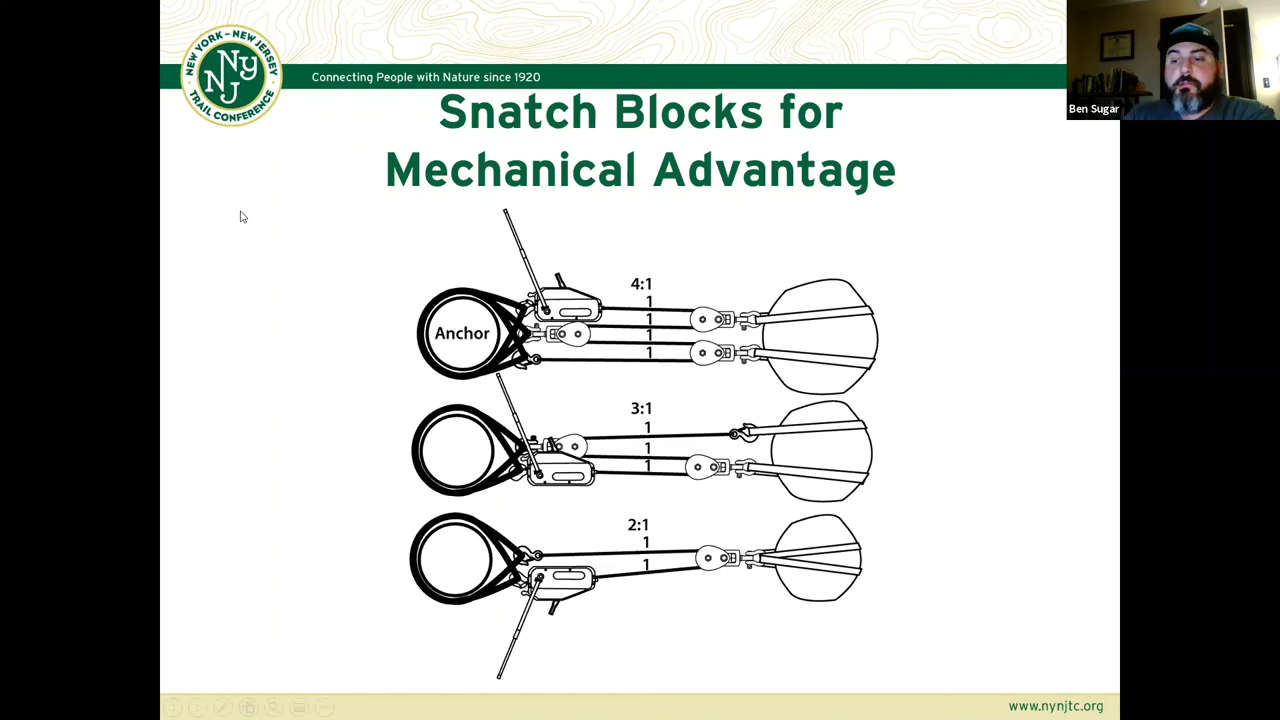 NEW YORK – NEW JERSEY
NY
NJ
TRAIL CONFERENCE
Connecting People with Nature since 1920
Ben Sugar
Snatch Blocks for
Mechanical Advantage
4:1
1
1
1
1
Anchor
3:1
1
1
1
2:1
1
1
www.nynjtc.org